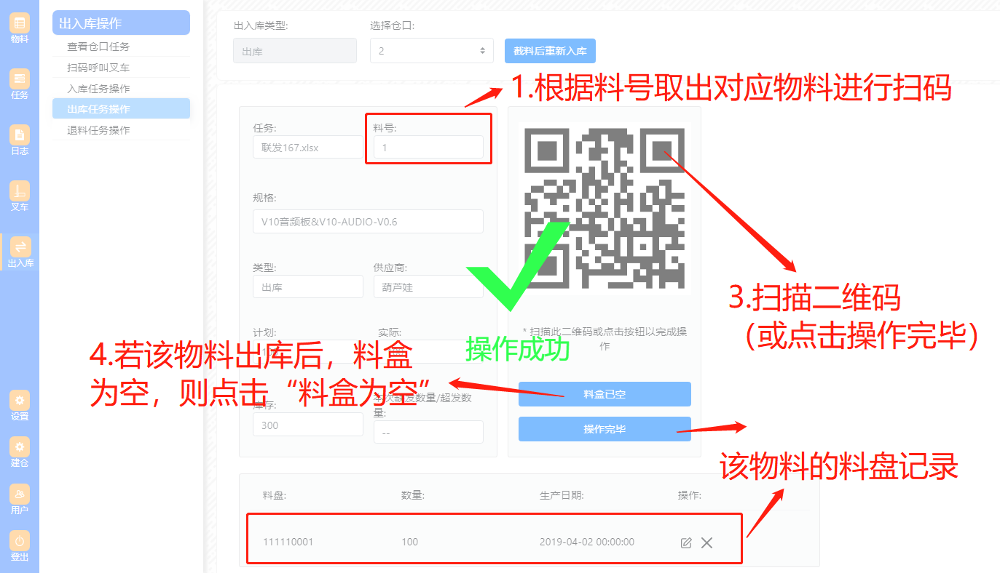 物料
任务
日志
叉车
出入库
设置
建仓
用户
登出
出入库操作
查看仓口任务
扫码呼叫叉车
入库任务操作
出库任务操作
退料任务操作
出入库类型:
选择仓口:
出库
2
截料后重新入库
1.根据料号取出对应物料进行扫码
任务:
料号:
联发167.xlsx
1
规格:
V10音频板&V10-AUDIO-V0.6
类型:
供应商:
出库
葫芦娃
计划:
实际:
库存:
本次缺发数量/超发数
量:
300
--
* 扫描此二维码或点击按钮以完成操
作
料盒已空
操作完毕
操作成功
3.扫描二维码
（或点击操作完毕）
4.若该物料出库后，料盒
为空，则点击“料盒为空”
该物料的料盘记录
料盘:
数量:
生产日期:
操作:
111110001
100
2019-04-02 00:00:00